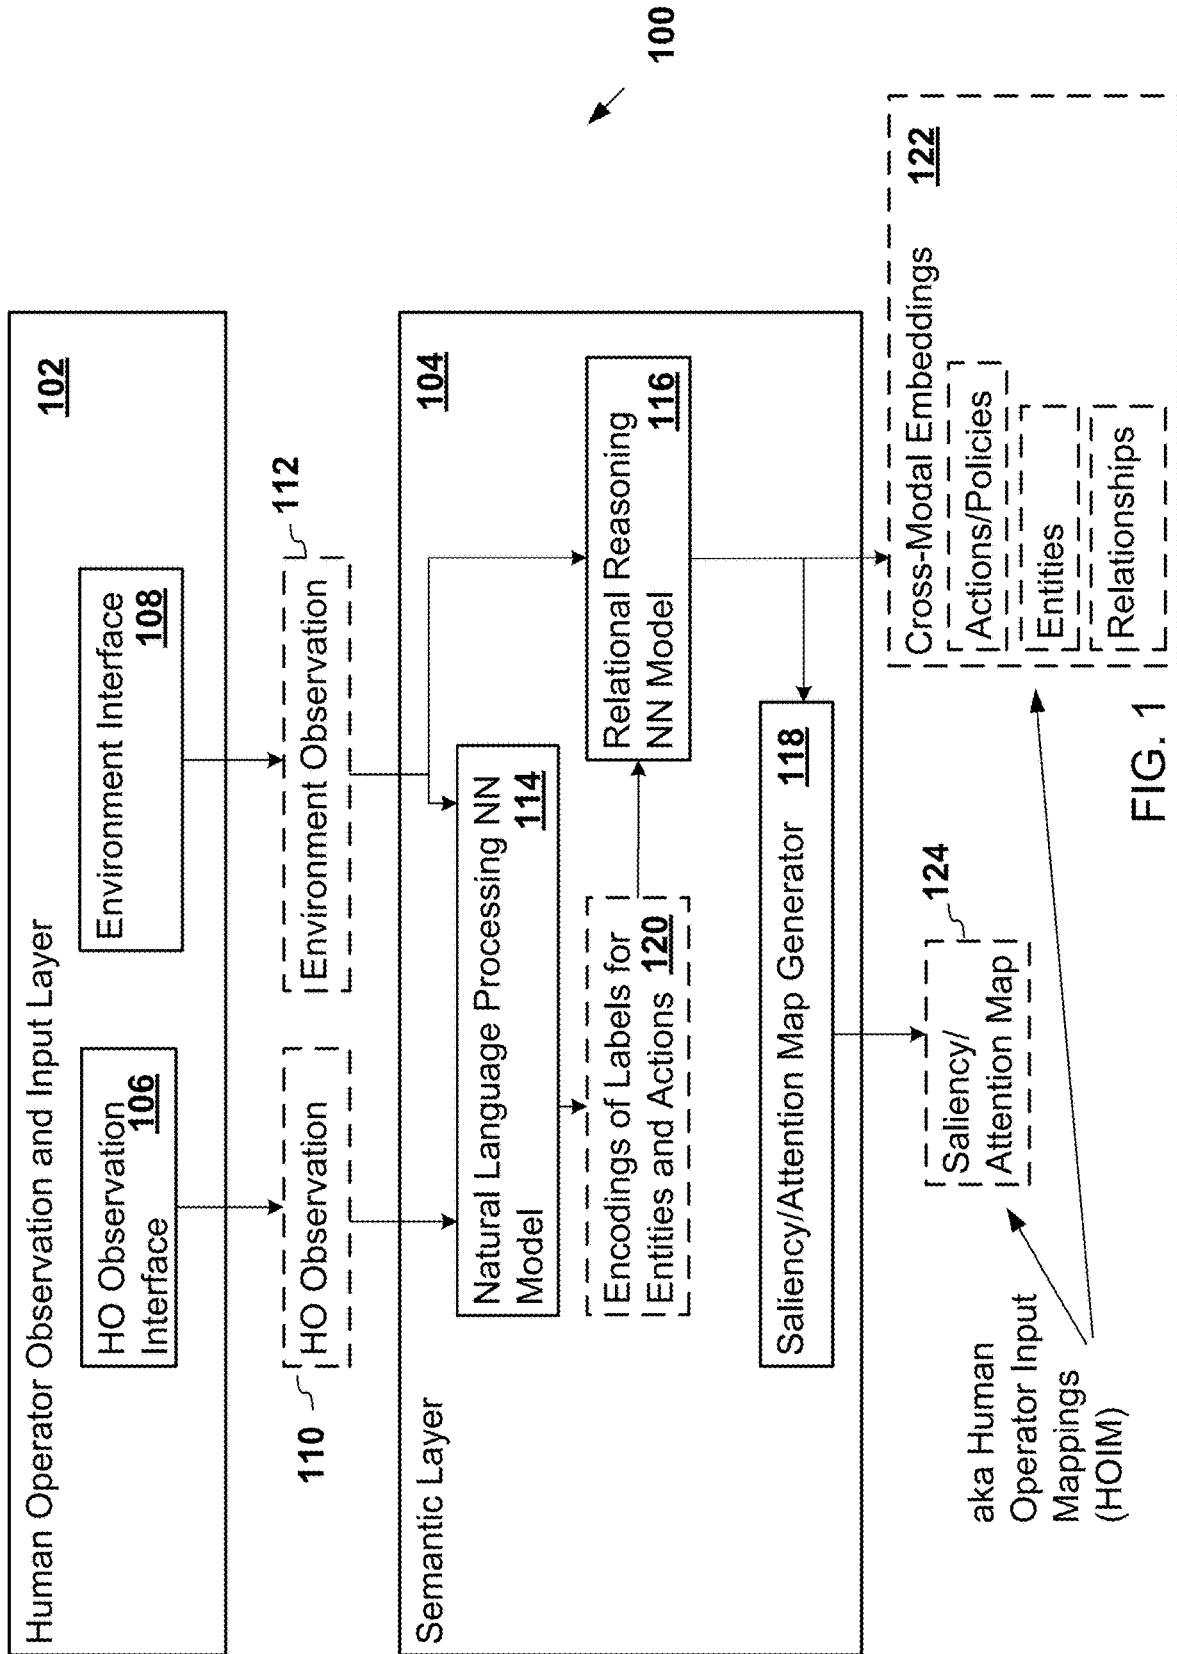 100
Human Operator Observation and Input Layer
102
HO Observation
Interface
106
Environment Interface
108
110
HO Observation
Environment Observation
112
Semantic Layer
104
Natural Language Processing NN
Model
114
Encodings of Labels for
Entities and Actions
120
Relational Reasoning
NN Model
116
Saliency/Attention Map Generator
118
Saliency/
Attention Map
124
Cross-Modal Embeddings
122
Actions/Policies
Entities
Relationships
aka Human
Operator Input
Mappings
(HOIM)
FIG. 1